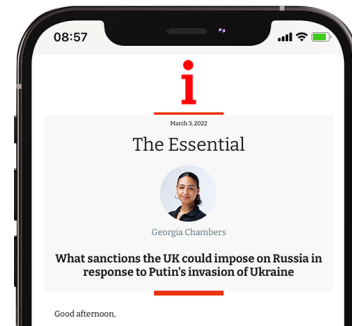 08:57
i
March 3, 2022
The Essential
Georgia Chambers
What sanctions the UK could impose on Russia in
response to Putin's invasion of Ukraine
Good afternoon,